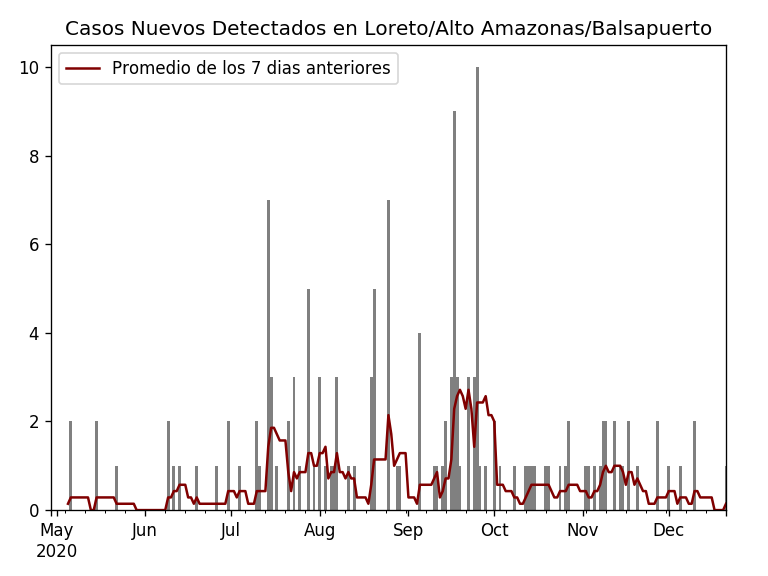 Casos Nuevos Detectados en Loreto/Alto Amazonas/Balsapuerto
Promedio de los 7 dias anteriores
10
8
6
4
2
0
May Jun Jul Aug Sep Oct Nov Dec
2020